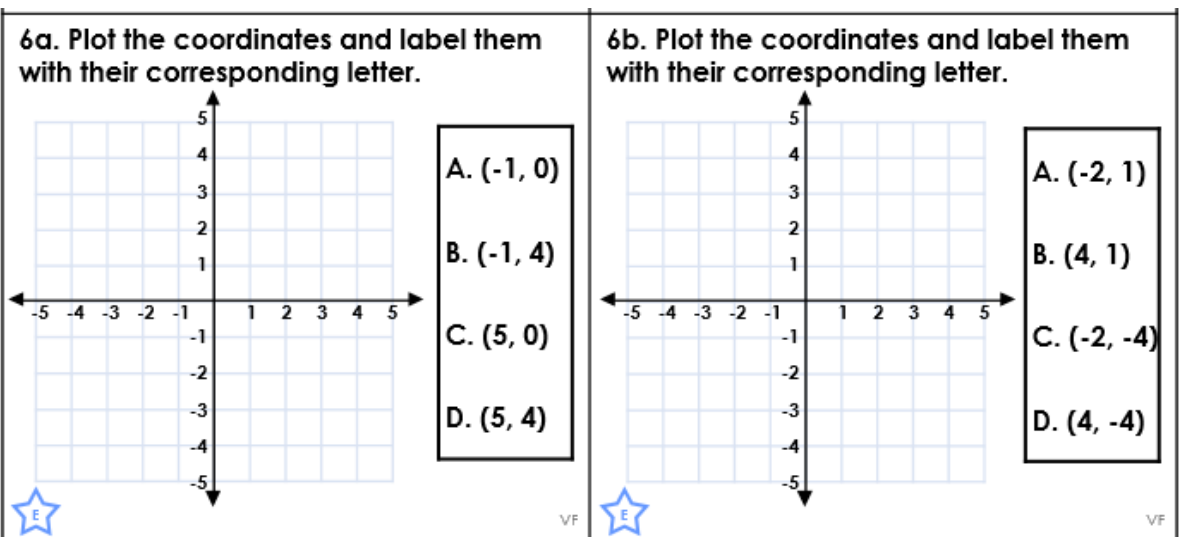 6a. Plot the coordinates and label them
with their corresponding letter.
5
4
3
2
1
-5 -4 -3 -2 -1 1 2 3 4 5
-1
-2
-3
-4
-5
A. (-1, 0)
B. (-1, 4)
C. (5, 0)
D. (5, 4)
E
VF
6b. Plot the coordinates and label them
with their corresponding letter.
5
4
3
2
1
-5 -4 -3 -2 -1 1 2 3 4 5
-1
-2
-3
-4
-5
A. (-2, 1)
B. (4, 1)
C. (-2, -4)
D. (4, -4)
E
VF